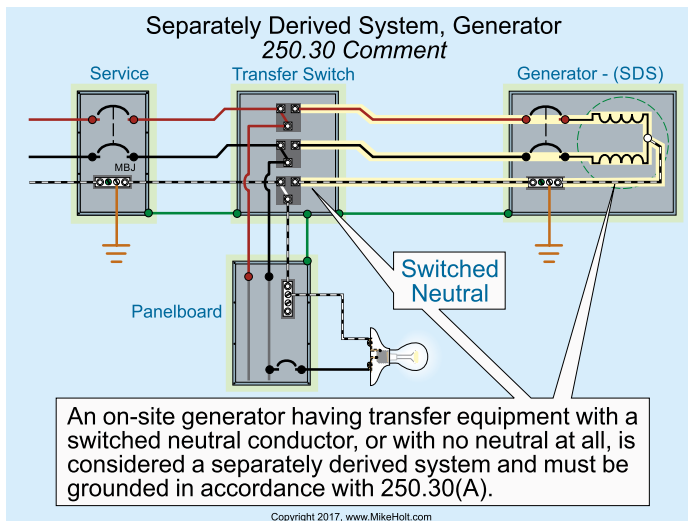 Separately Derived System, Generator
250.30 Comment
Service
Transfer Switch
Generator - (SDS)
MBJ
Switched
Neutral
Panelboard
An on-site generator having transfer equipment with a
switched neutral conductor, or with no neutral at all, is
considered a separately derived system and must be
grounded in accordance with 250.30(A).
Copyright 2017, www.MikeHolt.com